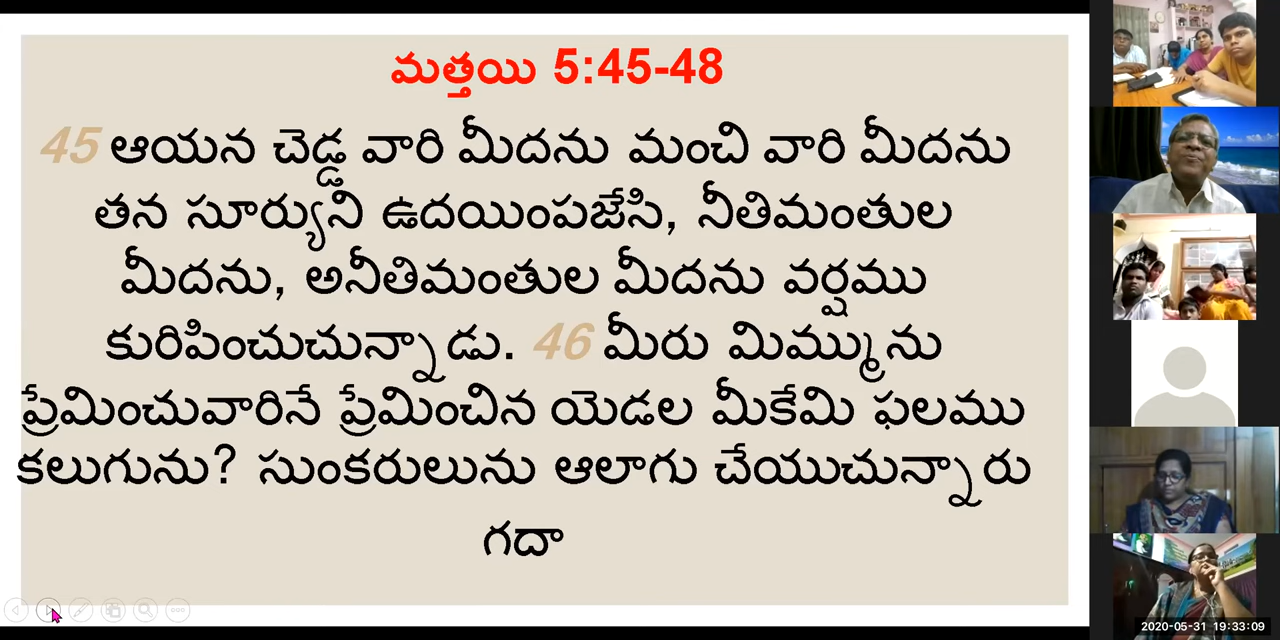 మత్తయి 5:45-48
45 ఆయన చెడ్డ వారి మీదను మంచి వారి మీదను
తన సూర్యుని ఉదయింపజేసి, నీతిమంతుల
మీదను, అనీతిమంతుల మీదను వర్షము
కురిపించుచున్నాడు. 46 మీరు మిమ్మును
ప్రేమించువారినే ప్రేమించిన యెడల మీకేమి ఫలము
కలుగును? సుంకరులును ఆలాగు చేయుచున్నారు
గదా
2020-05-31 19:33:09